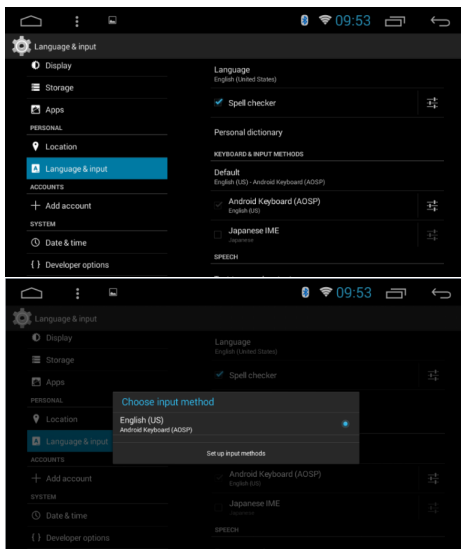 09:53
Language & input
Display
Storage
Apps
PERSONAL
Location
Language & input
ACCOUNTS
Add account
SYSTEM
Date & time
{ } Developer options
Language
English (United States)
Spell checker
Personal dictionary
KEYBOARD & INPUT METHODS
Default
English (US) - Android Keyboard (AOSP)
Android Keyboard (AOSP)
English (US)
Japanese IME
Japanese
SPEECH
09:53
Language & input
Display
Storage
Apps
PERSONAL
Location
Language & input
ACCOUNTS
Add account
SYSTEM
Date & time
{ } Developer options
Language
English (United States)
Spell checker
Choose input method
English (US)
Android Keyboard (AOSP)
Set up input methods
Android Keyboard (AOSP)
English (US)
Japanese IME
Japanese
SPEECH